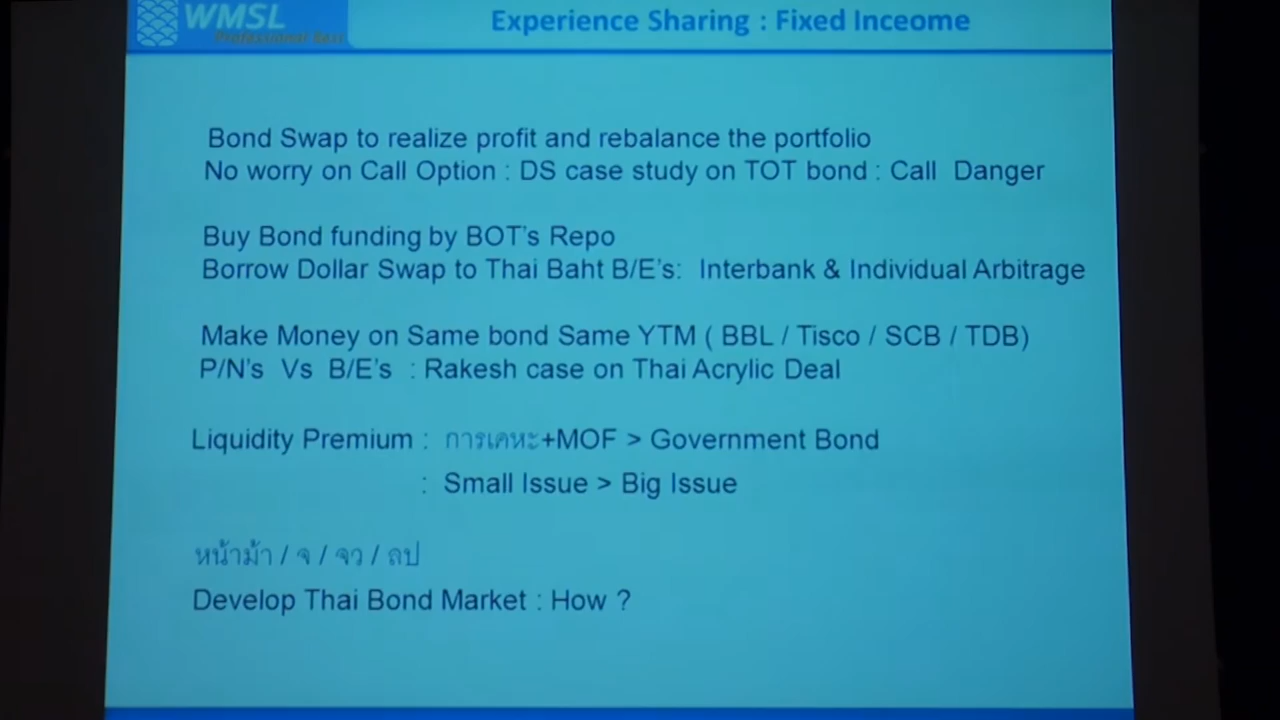 WMSL
Professional Best
Experience Sharing : Fixed Inceome
Bond Swap to realize profit and rebalance the portfolio
No worry on Call Option : DS case study on TOT bond : Call Danger
Buy Bond funding by BOT's Repo
Borrow Dollar Swap to Thai Baht B/E's: Interbank & Individual Arbitrage
Make Money on Same bond Same YTM ( BBL / Tisco / SCB / TDB)
P/N's Vs B/E's : Rakesh case on Thai Acrylic Deal
Liquidity Premium : การเคหะ+MOF > Government Bond
: Small Issue > Big Issue
หน้าม้า / จ / จว / ลป
Develop Thai Bond Market : How ?